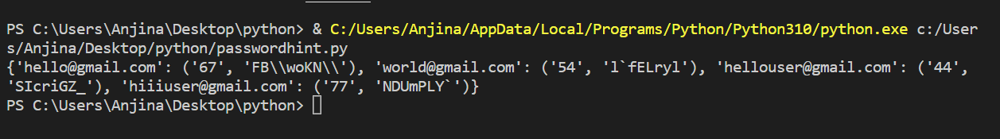 PS C:\Users\Anjina\Desktop\python> & C:/Users/Anjina/AppData/Local/Programs/Python/Python310/python.exe c:/User
s/Anjina/Desktop/python/passwordhint.py
{'hello@gmail.com': ('67', 'FB\\woKN\\'), 'world@gmail.com': ('54', 'l`fELryl'), 'hellouser@gmail.com': ('44',
'SIcriGZ_'), 'hiiiuser@gmail.com': ('77', 'NDUmPLY`')}
PS C:\Users\Anjina\Desktop\python>